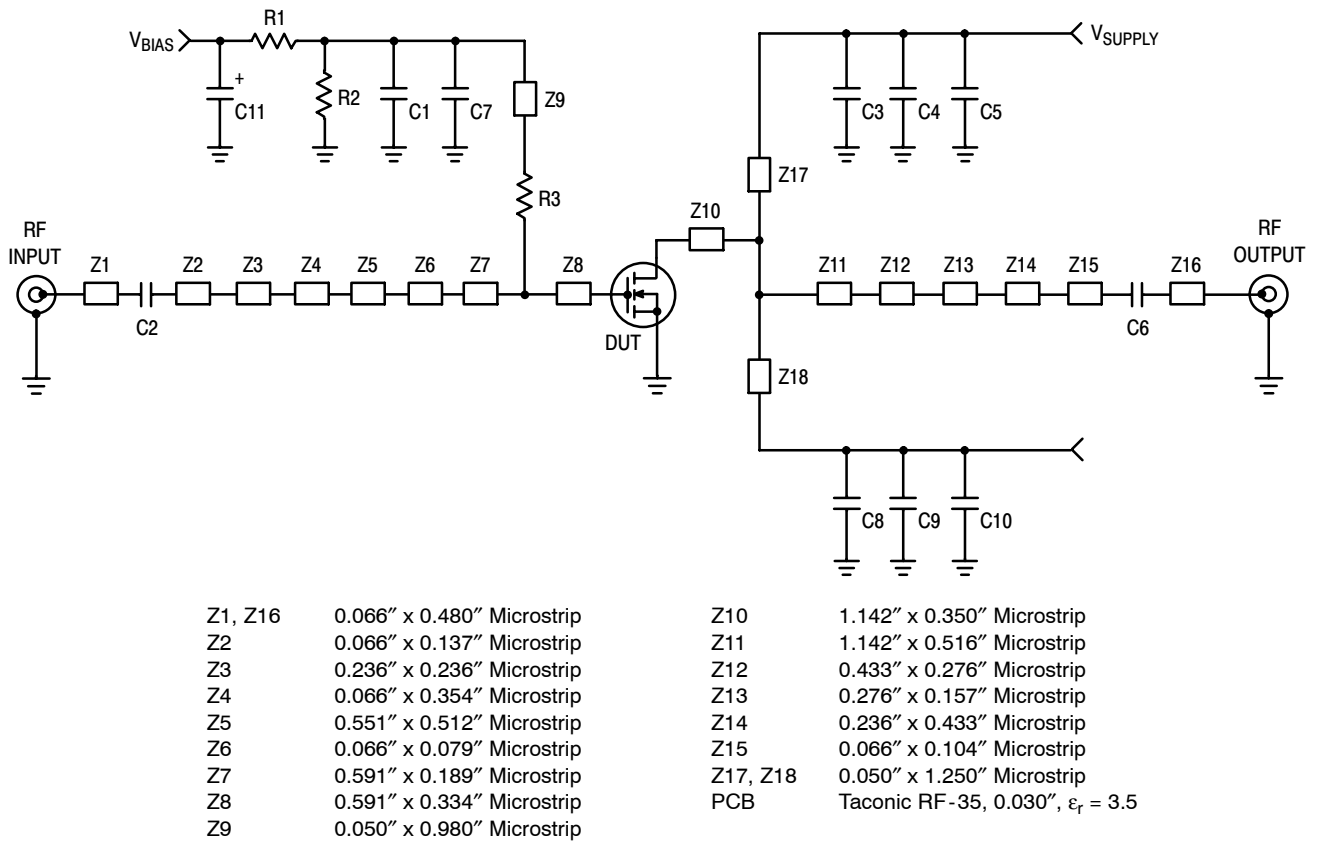 R1
V_BIAS
V_SUPPLY
+
C11
R2
C1
C7
Z9
C3
C4
C5
R3
Z17
Z10
RF
INPUT
RF
OUTPUT
Z1
Z2
Z3
Z4
Z5
Z6
Z7
Z8
Z11
Z12
Z13
Z14
Z15
Z16
C2
C6
DUT
Z18
C8
C9
C10
Z1, Z16 0.066″ x 0.480″ Microstrip
Z2 0.066″ x 0.137″ Microstrip
Z3 0.236″ x 0.236″ Microstrip
Z4 0.066″ x 0.354″ Microstrip
Z5 0.551″ x 0.512″ Microstrip
Z6 0.066″ x 0.079″ Microstrip
Z7 0.591″ x 0.189″ Microstrip
Z8 0.591″ x 0.334″ Microstrip
Z9 0.050″ x 0.980″ Microstrip
Z10 1.142″ x 0.350″ Microstrip
Z11 1.142″ x 0.516″ Microstrip
Z12 0.433″ x 0.276″ Microstrip
Z13 0.276″ x 0.157″ Microstrip
Z14 0.236″ x 0.433″ Microstrip
Z15 0.066″ x 0.104″ Microstrip
Z17, Z18 0.050″ x 1.250″ Microstrip
PCB Taconic RF-35, 0.030″, εr = 3.5